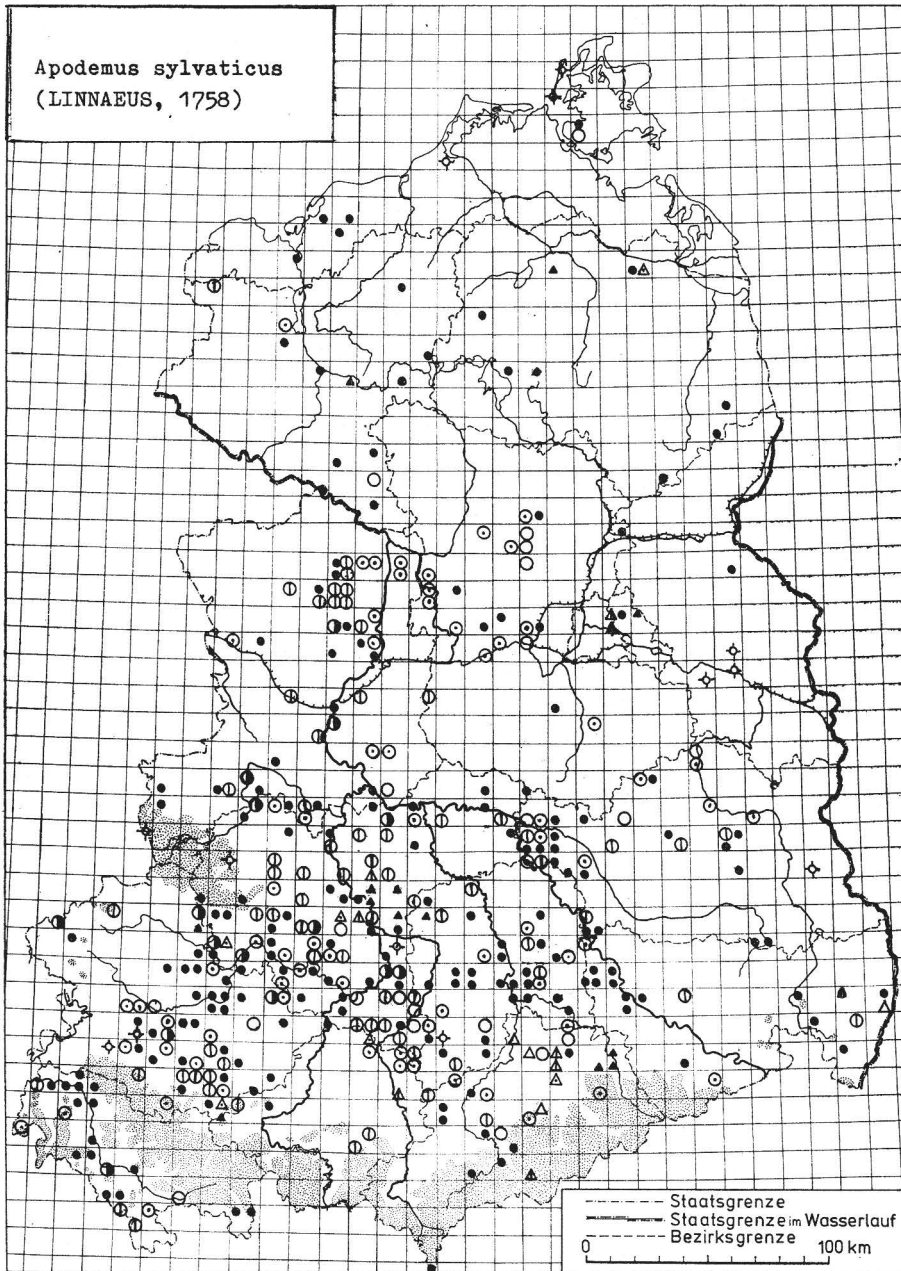 Apodemus sylvaticus
(LINNAEUS, 1758)
Staatsgrenze
Staatsgrenze im Wasserlauf
Bezirksgrenze
0 100 km